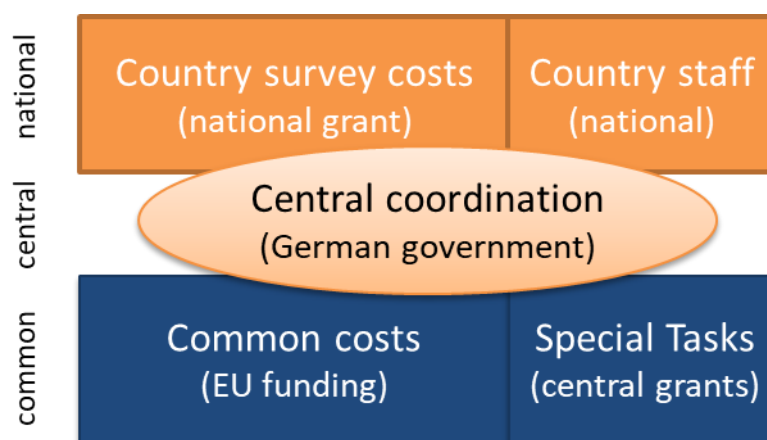 national
Country survey costs
(national grant)
Country staff
(national)
central
Central coordination
(German government)
common
Common costs
(EU funding)
Special Tasks
(central grants)